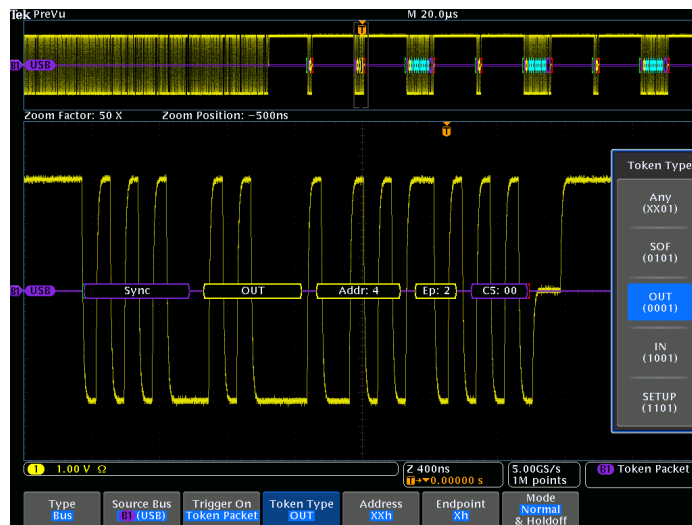 Tek PreVu M 20.0µs
T
B1 USB
Zoom Factor: 50 X Zoom Position: -500ns
T
Token Type
Any
(XX01)
SOF
(0101)
B1 USB Sync OUT Addr: 4 Ep: 2 C5: 00
OUT
(0001)
IN
(1001)
SETUP
(1101)
1 1.00 V Ω Z 400ns 5.00GS/s B1 Token Packet
T→▼0.00000 s 1M points
Type Source Bus Trigger On Token Type Address Endpoint Mode
Bus B1 (USB) Token Packet OUT XXh Xh Normal
& Holdoff